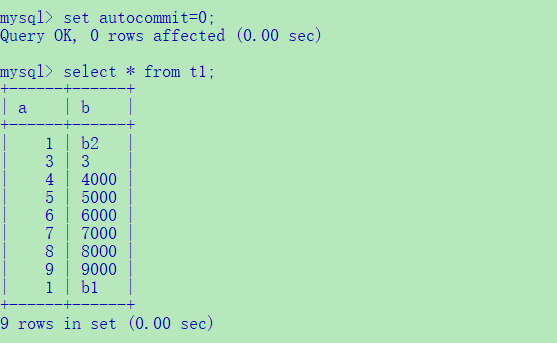 mysql> set autocommit=0;
Query OK, 0 rows affected (0.00 sec)
mysql> select * from t1;
+------+------+
| a    | b    |
+------+------+
|    1 | b2   |
|    3 | 3    |
|    4 | 4000 |
|    5 | 5000 |
|    6 | 6000 |
|    7 | 7000 |
|    8 | 8000 |
|    9 | 9000 |
|    1 | b1   |
+------+------+
9 rows in set (0.00 sec)